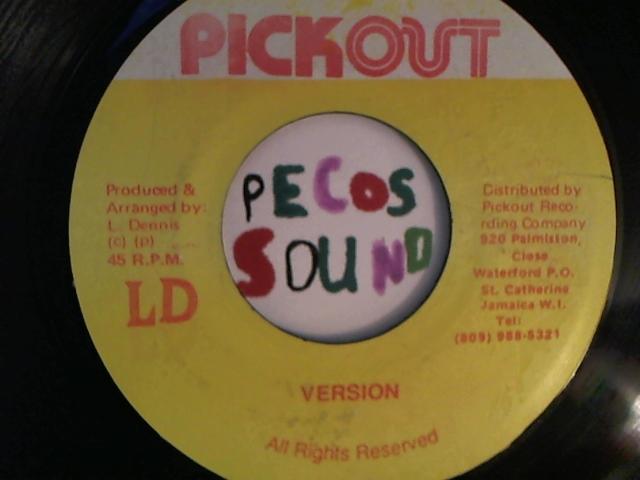 PICKOUT
Produced &
Arranged by:
L. Dennis
(c) (p)
45 R.P.M.
LD
PECOS
SOUND
Distributed by
Pickout Reco-
rding Company
920 Palmiston,
Close
Waterford P.O.
St. Catherine
Jamaica W.I.
Tel:
(809) 988-5321
VERSION
All Rights Reserved